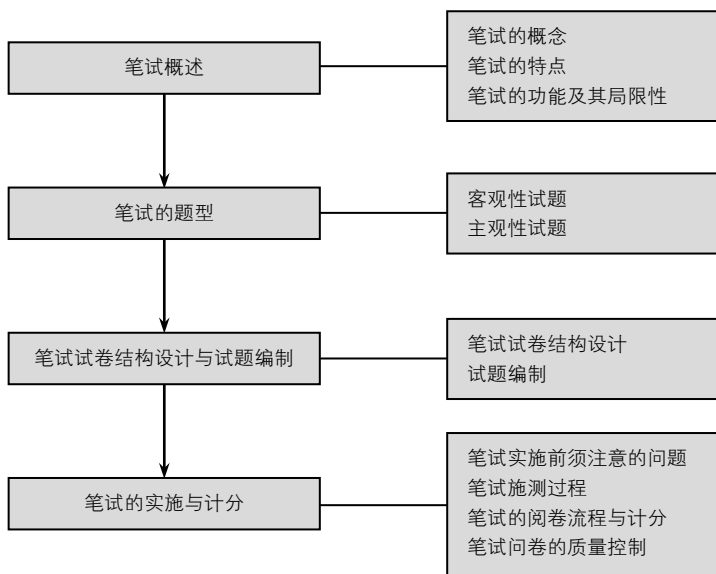 笔试概述
笔试的概念
笔试的特点
笔试的功能及其局限性
笔试的题型
客观性试题
主观性试题
笔试试卷结构设计与试题编制
笔试试卷结构设计
试题编制
笔试的实施与计分
笔试实施前须注意的问题
笔试施测过程
笔试的阅卷流程与计分
笔试问卷的质量控制